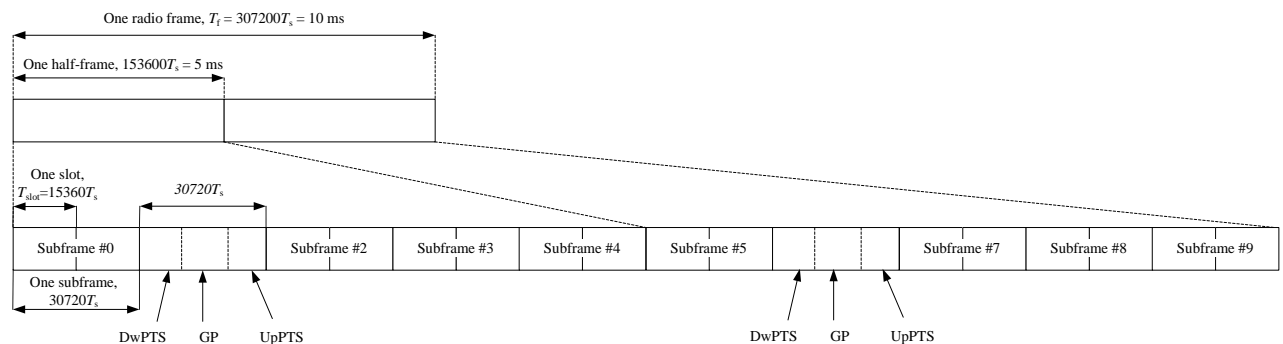 One radio frame, Tf = 307200Ts = 10 ms
One half-frame, 153600Ts = 5 ms
One slot,
Tslot=15360Ts
30720Ts
Subframe #0
Subframe #2
Subframe #3
Subframe #4
Subframe #5
Subframe #7
Subframe #8
Subframe #9
One subframe,
30720Ts
DwPTS
GP
UpPTS
DwPTS
GP
UpPTS